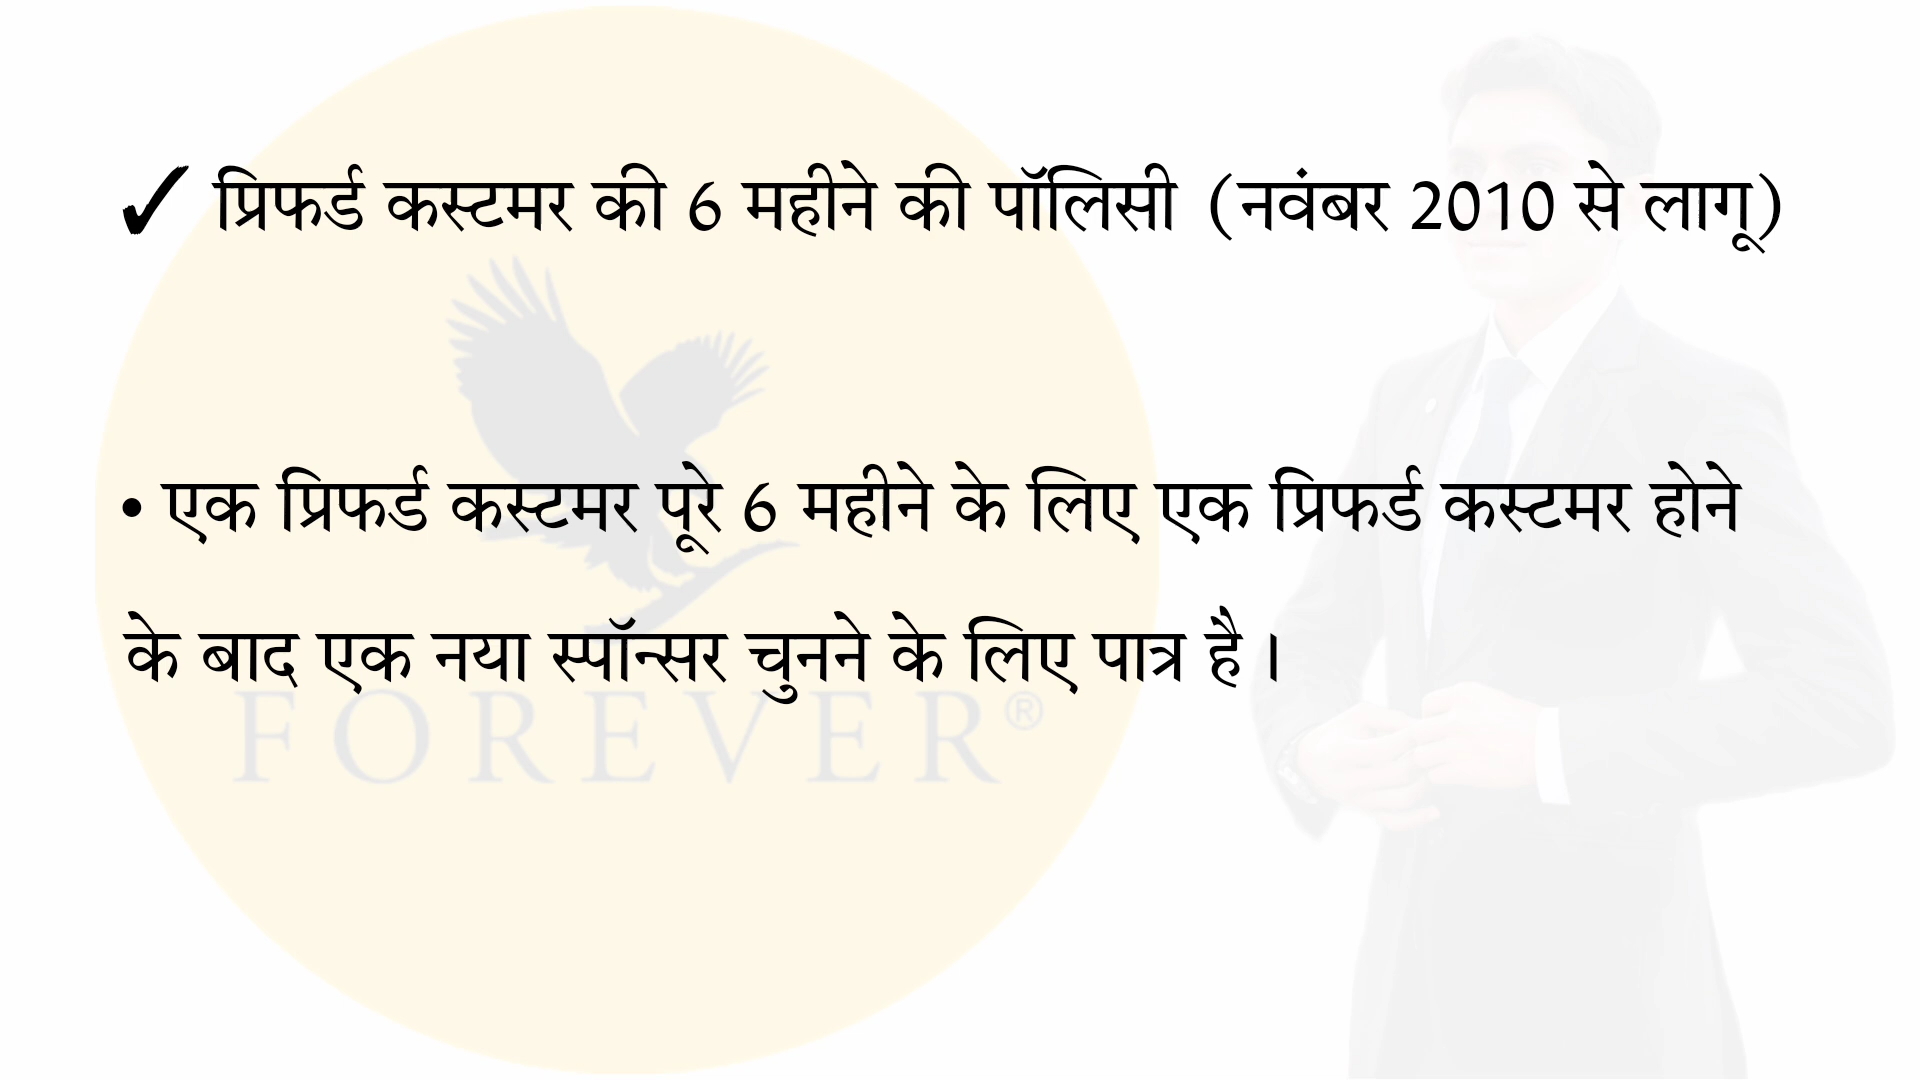 ✓ प्रिफर्ड कस्टमर की 6 महीने की पॉलिसी (नवंबर 2010 से लागू)
• एक प्रिफर्ड कस्टमर पूरे 6 महीने के लिए एक प्रिफर्ड कस्टमर होने
के बाद एक नया स्पॉन्सर चुनने के लिए पात्र है।
FOREVER®